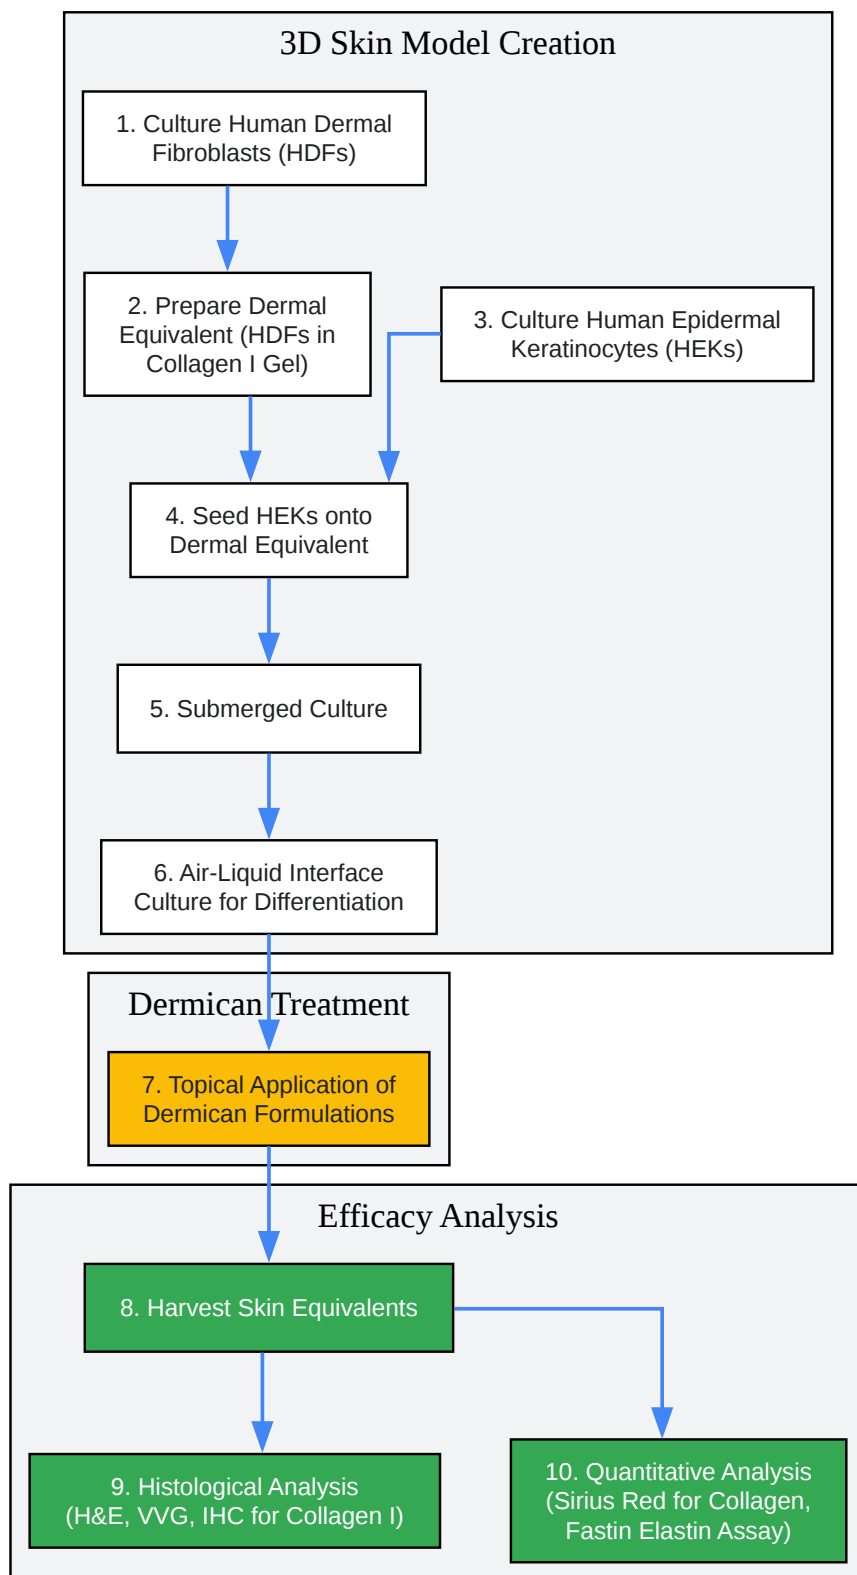 3D Skin Model Creation
1. Culture Human Dermal
Fibroblasts (HDFs)
2. Prepare Dermal
Equivalent (HDFs in
Collagen I Gel)
3. Culture Human Epidermal
Keratinocytes (HEKs)
4. Seed HEKs onto
Dermal Equivalent
5. Submerged Culture
6. Air-Liquid Interface
Culture for Differentiation
Dermican Treatment
7. Topical Application of
Dermican Formulations
Efficacy Analysis
8. Harvest Skin Equivalents
9. Histological Analysis
(H&E, VVG, IHC for Collagen I)
10. Quantitative Analysis
(Sirius Red for Collagen,
Fastin Elastin Assay)